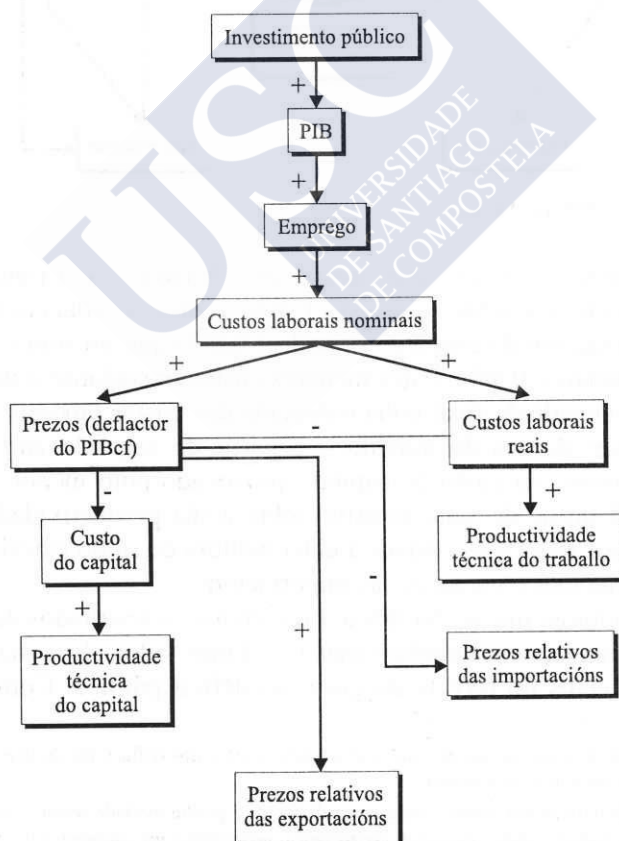 Investimento público
+
PIB
+
Emprego
+
Custos laborais nominais
+
+
Prezos (deflactor
do PIBcf)
-
Custos laborais
reais
-
+
Custo
do capital
Productividade
técnica do traballo
+
-
+
Productividade
técnica
do capital
Prezos relativos
das importacións
Prezos relativos
das exportacións
USC
UNIVERSIDADE
DE SANTIAGO
DE COMPOSTELA